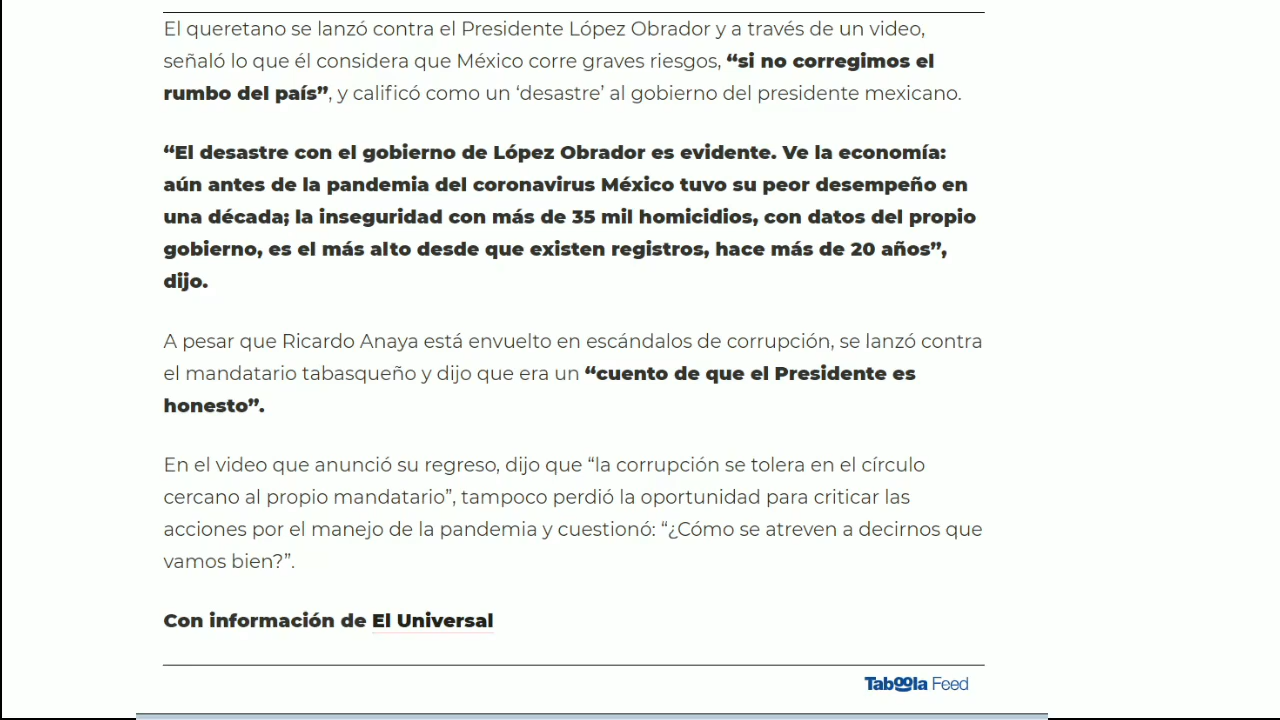 El queretano se lanzó contra el Presidente López Obrador y a través de un video,
señaló lo que él considera que México corre graves riesgos, “si no corregimos el
rumbo del país”, y calificó como un ‘desastre’ al gobierno del presidente mexicano.
“El desastre con el gobierno de López Obrador es evidente. Ve la economía:
aún antes de la pandemia del coronavirus México tuvo su peor desempeño en
una década; la inseguridad con más de 35 mil homicidios, con datos del propio
gobierno, es el más alto desde que existen registros, hace más de 20 años”,
dijo.
A pesar que Ricardo Anaya está envuelto en escándalos de corrupción, se lanzó contra
el mandatario tabasqueño y dijo que era un “cuento de que el Presidente es
honesto”.
En el video que anunció su regreso, dijo que “la corrupción se tolera en el círculo
cercano al propio mandatario”, tampoco perdió la oportunidad para criticar las
acciones por el manejo de la pandemia y cuestionó: “¿Cómo se atreven a decirnos que
vamos bien?”.
Con información de El Universal
Taboola Feed